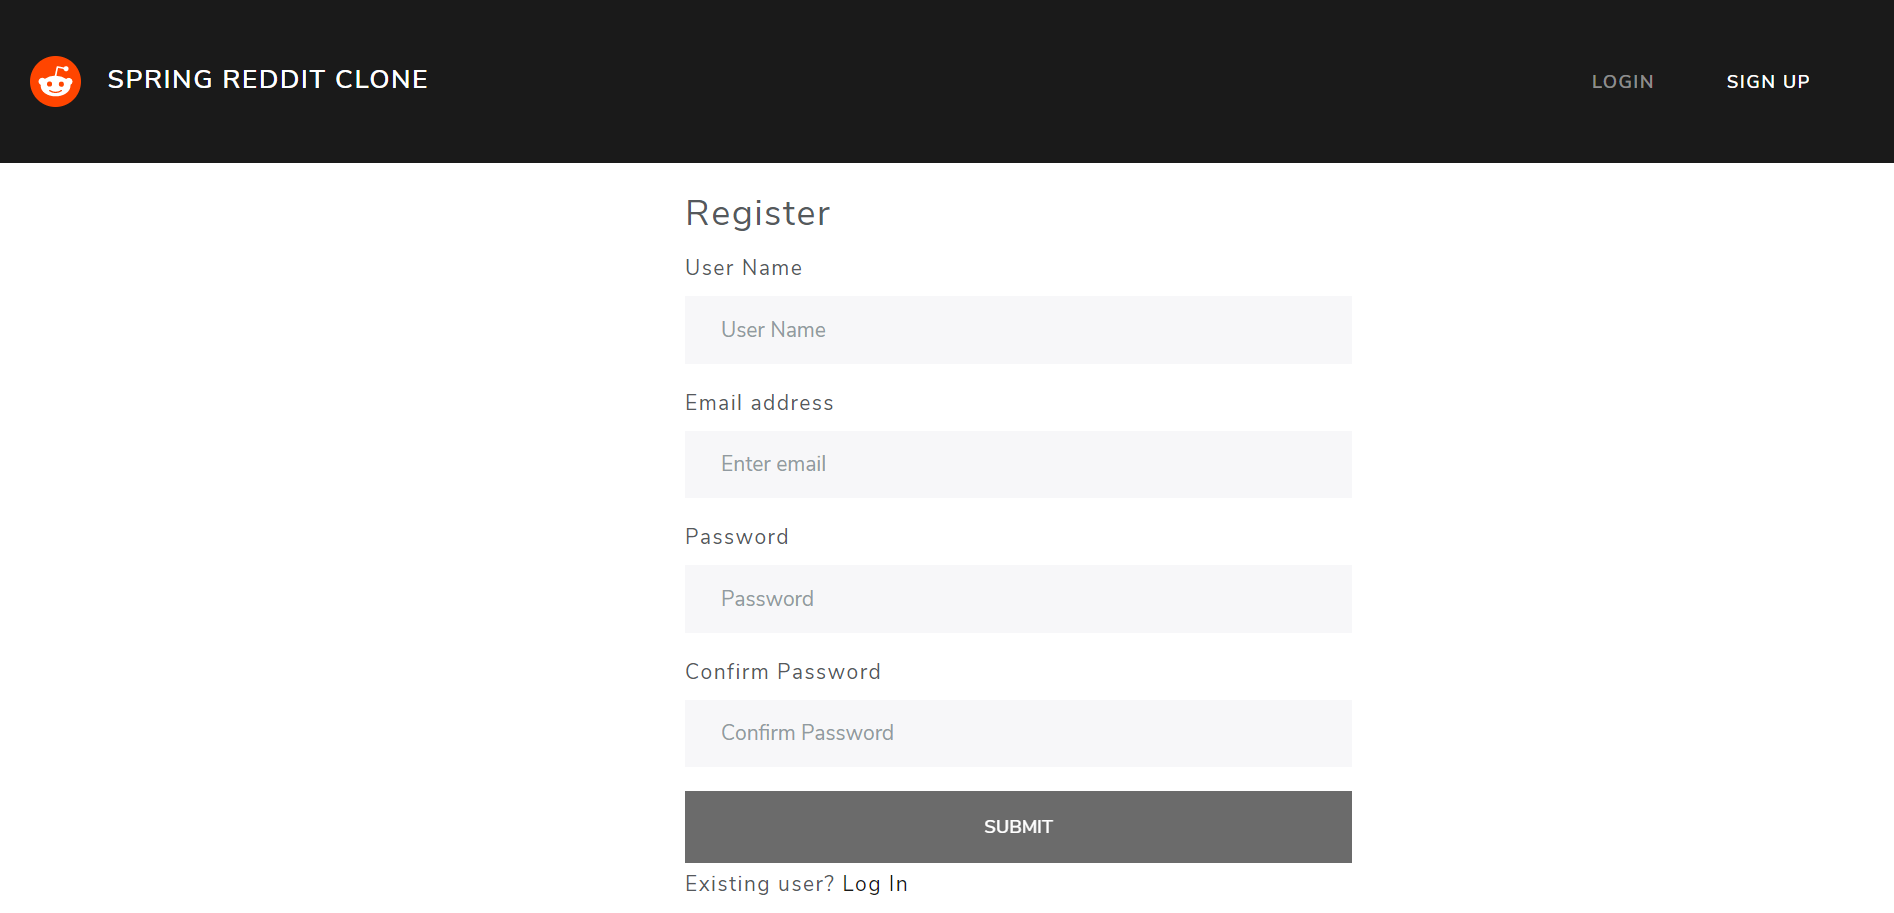 SPRING REDDIT CLONE
LOGIN
SIGN UP
Register
User Name
User Name
Email address
Enter email
Password
Password
Confirm Password
Confirm Password
SUBMIT
Existing user? Log In